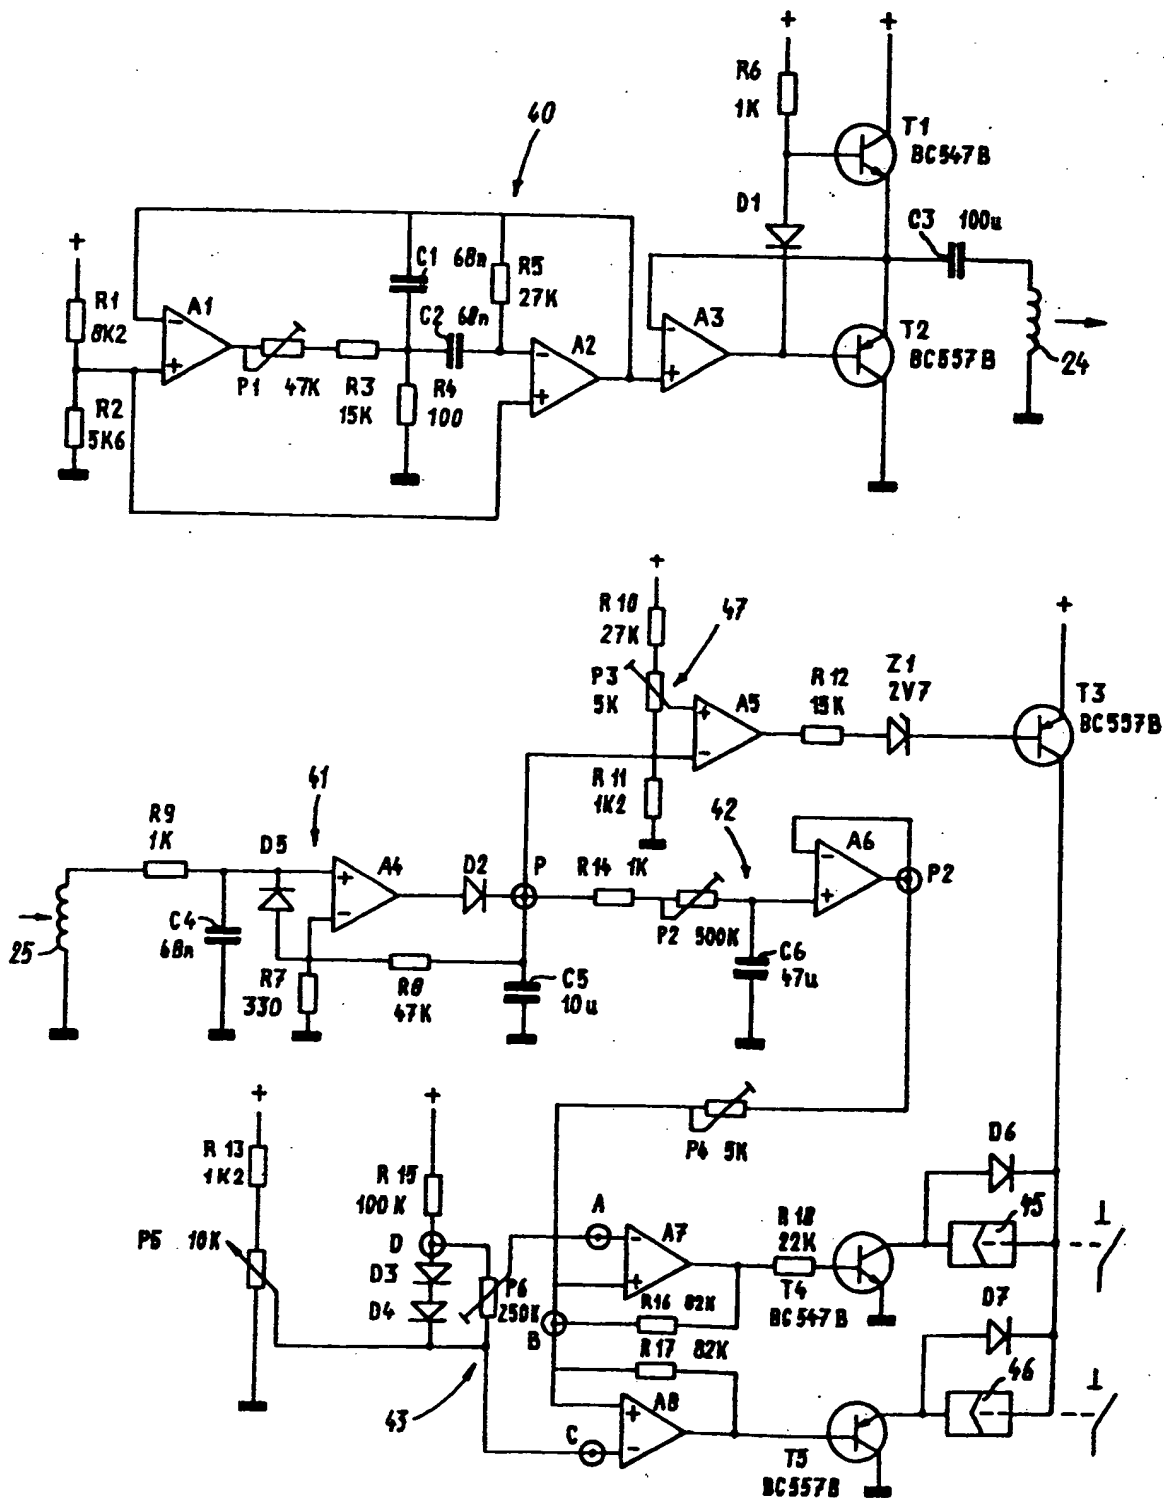 +
+
R6
1K
40
T1
BC547B
D1
C3 100u
+
C1 68n
R5
27K
R1
8K2
A1
C2 68n
A3
T2
BC557B
A2
24
P1 47K
R3
15K
R4
100
R2
5K6
-
+
-
+
-
+
+
R10
27K
47
+
P3
5K
Z1
2V7
R12
15K
T3
BC557B
A5
+
-
41
R11
1K2
42
R9
1K
D5
A4
D2
P
R14 1K
A6
P2
+
-
-
+
P2 500K
C6
47u
25
C4
68n
R7
330
R8
47K
C5
10u
+
+
P4 5K
D6
R13
1K2
R15
100K
45
A
A7
R18
22K
P5 10K
D
D3
P6
250K
-
+
T4
BC547B
D4
R16 82K
D7
B
R17 82K
46
43
A8
C
+
-
T5
BC557B